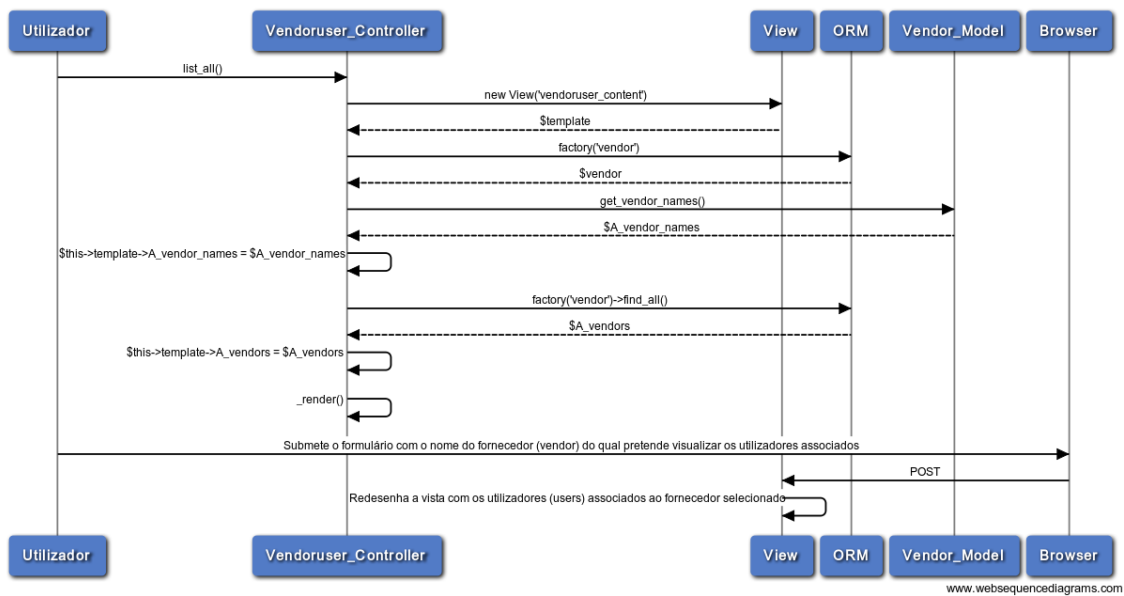 Utilizador
Vendoruser_Controller
View
ORM
Vendor_Model
Browser
list_all()
new View('vendoruser_content')
$template
factory('vendor')
$vendor
get_vendor_names()
$A_vendor_names
$this->template->A_vendor_names = $A_vendor_names
factory('vendor')->find_all()
$A_vendors
$this->template->A_vendors = $A_vendors
_render()
Submete o formulário com o nome do fornecedor (vendor) do qual pretende visualizar os utilizadores associados
POST
Redesenha a vista com os utilizadores (users) associados ao fornecedor selecionado
Utilizador
Vendoruser_Controller
View
ORM
Vendor_Model
Browser
www.websequencediagrams.com